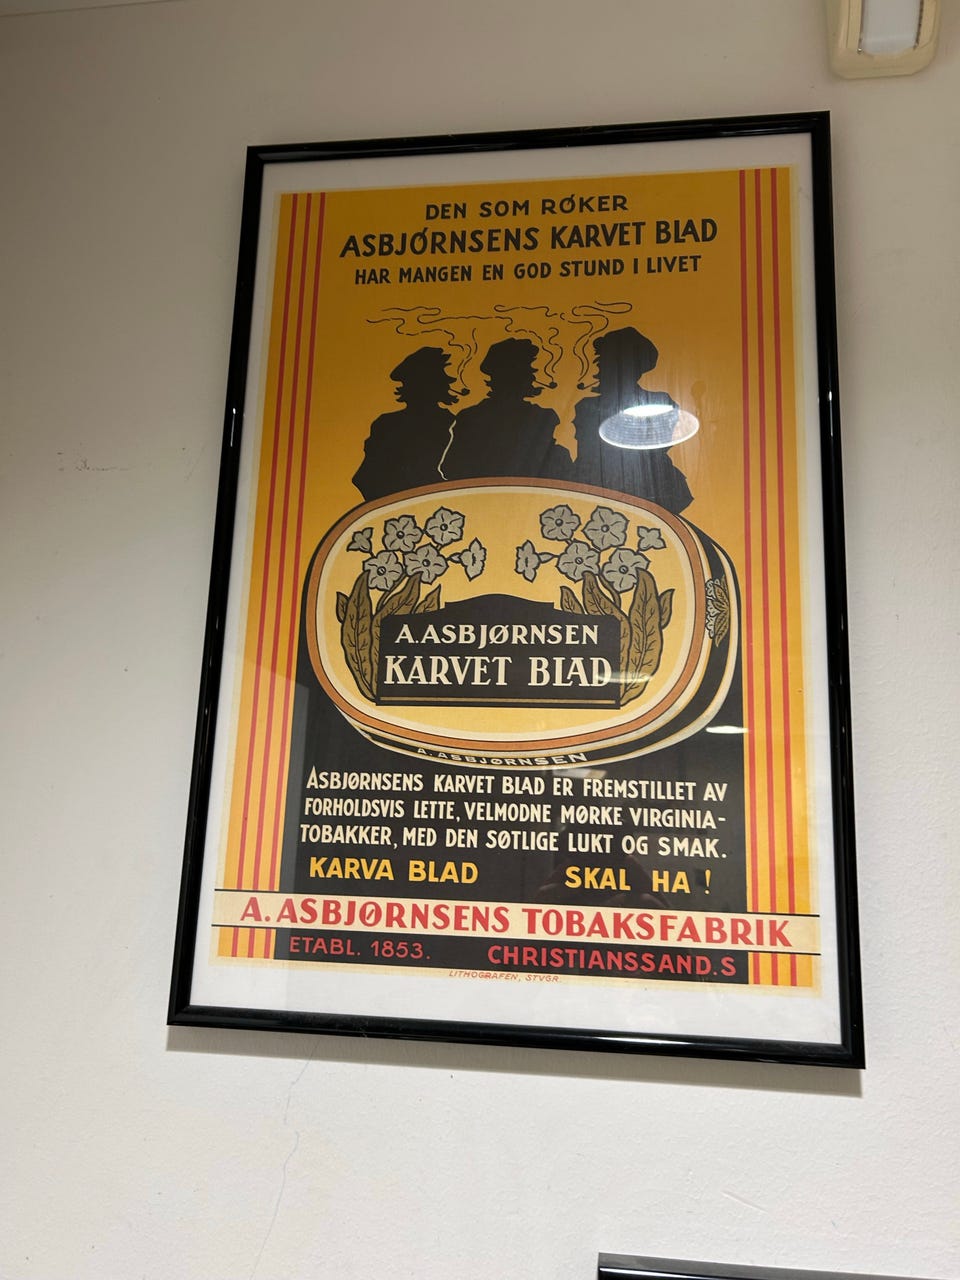 DEN SOM RØKER
ASBJØRNSENS KARVET BLAD
HAR MANGEN EN GOD STUND I LIVET
A. ASBJØRNSEN
KARVET BLAD
A. ASBJØRNSEN
ASBJØRNSENS KARVET BLAD ER FREMSTILLET AV
FORHOLDSVIS LETTE, VELMODNE MØRKE VIRGINIA-
TOBAKKER, MED DEN SØTLIGE LUKT OG SMAK.
KARVA BLAD SKAL HA !
A. ASBJØRNSENS TOBAKSFABRIK
ETABL. 1853. CHRISTIANSSAND.S
LITHOGRAFEN, STVGR.